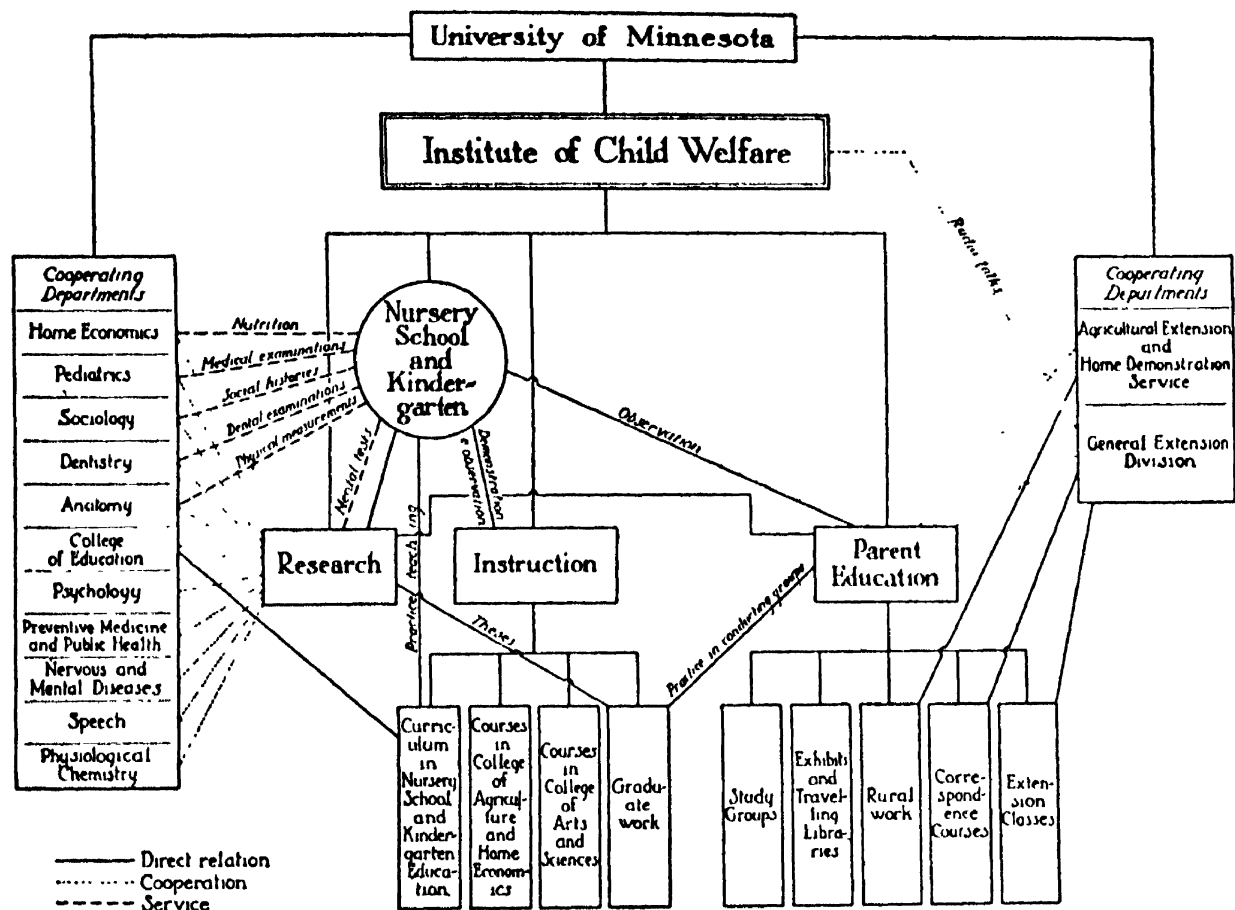 University of Minnesota
Institute of Child Welfare
Radio talks
Cooperating
Departments
Home Economics
Pediatrics
Sociology
Dentistry
Anatomy
College
of Education
Psychology
Preventive Medicine
and Public Health
Nervous and
Mental Diseases
Speech
Physiological
Chemistry
Nutrition
Medical examinations
Social histories
Dental examinations
Physical measurements
Nursery
School
and
Kinder-
garten
Mental tests
Practice teaching
Demonstration
& observation
Observation
Cooperating
Departments
Agricultural Extension
and
Home Demonstration
Service
General Extension
Division
Research
Instruction
Parent
Education
Theses
Practice in conducting groups
Curric-
ulum
in
Nursery
School
and
Kinder-
garten
Educa-
tion
Courses
in
College
of
Agricul-
ture
and
Home
Econom-
ics
Courses
in
College
of
Arts
and
Sciences
Gradu-
ate
work
Study
Groups
Exhibits
and
Travel-
ling
Libra-
ries
Rural
work
Corre-
spond-
ence
Courses
Exten-
sion
Classes
Direct relation
Cooperation
Service